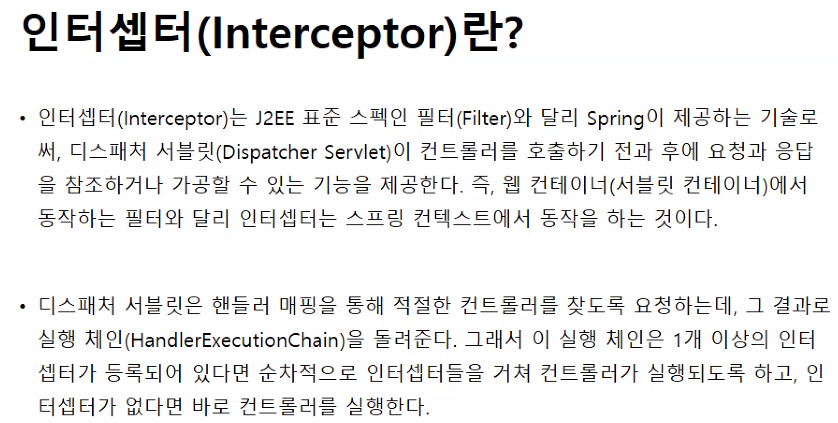 인터셉터(Interceptor)란?
• 인터셉터(Interceptor)는 J2EE 표준 스펙인 필터(Filter)와 달리 Spring이 제공하는 기술로
써, 디스패처 서블릿(Dispatcher Servlet)이 컨트롤러를 호출하기 전과 후에 요청과 응답
을 참조하거나 가공할 수 있는 기능을 제공한다. 즉, 웹 컨테이너(서블릿 컨테이너)에서
동작하는 필터와 달리 인터셉터는 스프링 컨텍스트에서 동작을 하는 것이다.
• 디스패처 서블릿은 핸들러 매핑을 통해 적절한 컨트롤러를 찾도록 요청하는데, 그 결과로
실행 체인(HandlerExecutionChain)을 돌려준다. 그래서 이 실행 체인은 1개 이상의 인터
셉터가 등록되어 있다면 순차적으로 인터셉터들을 거쳐 컨트롤러가 실행되도록 하고, 인
터셉터가 없다면 바로 컨트롤러를 실행한다.